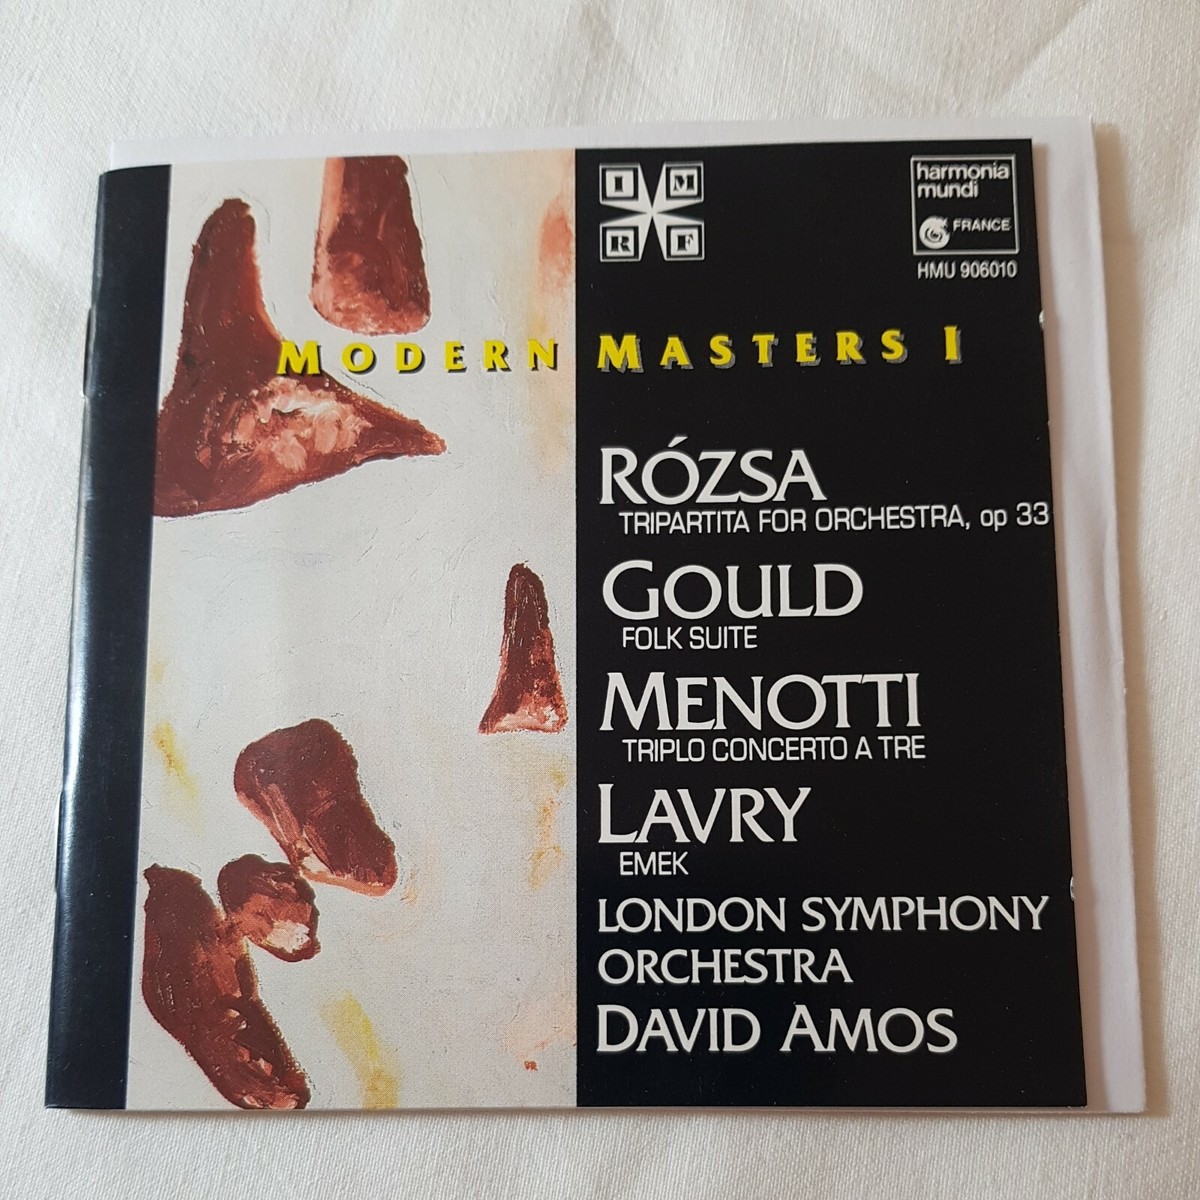 I M
R F
harmonia
mundi
FRANCE
HMU 906010
MODERN MASTERS I
RÓZSA
TRIPARTITA FOR ORCHESTRA, op 33
GOULD
FOLK SUITE
MENOTTI
TRIPLO CONCERTO A TRE
LAVRY
EMEK
LONDON SYMPHONY
ORCHESTRA
DAVID AMOS